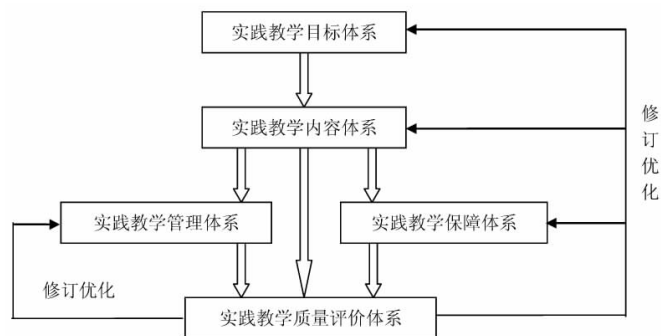 实践教学目标体系
实践教学内容体系
修订优化
实践教学管理体系
实践教学保障体系
修订优化
实践教学质量评价体系